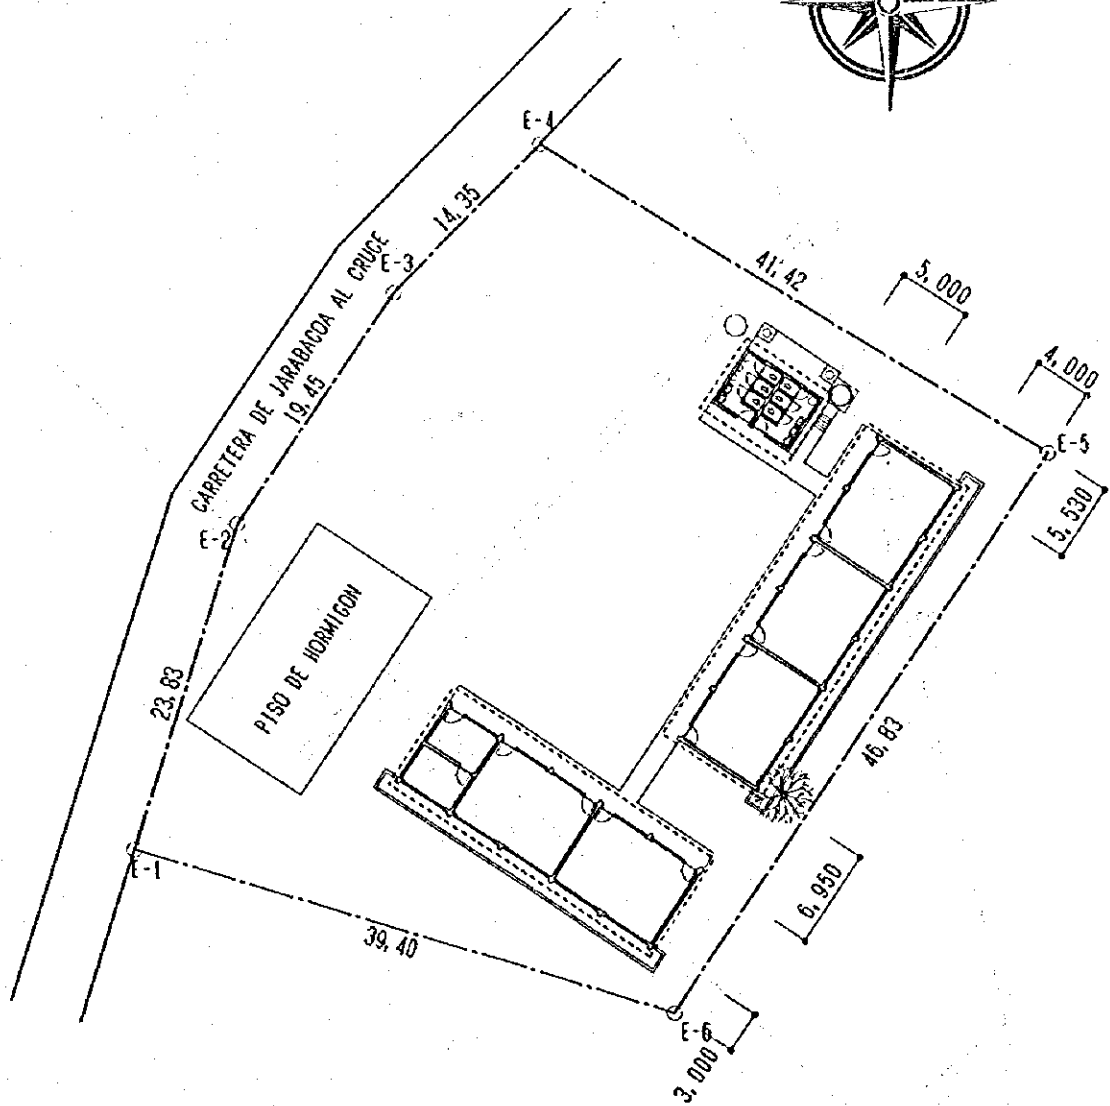 E-4
14,35
CARRETERA DE JARABACOA AL CRUCE
E-3
41,42
5,000
4,000
E-5
19,45
5,530
E-2
PISO DE HORMIGON
23,83
46,83
E-1
6,950
39,40
E-6
3,000